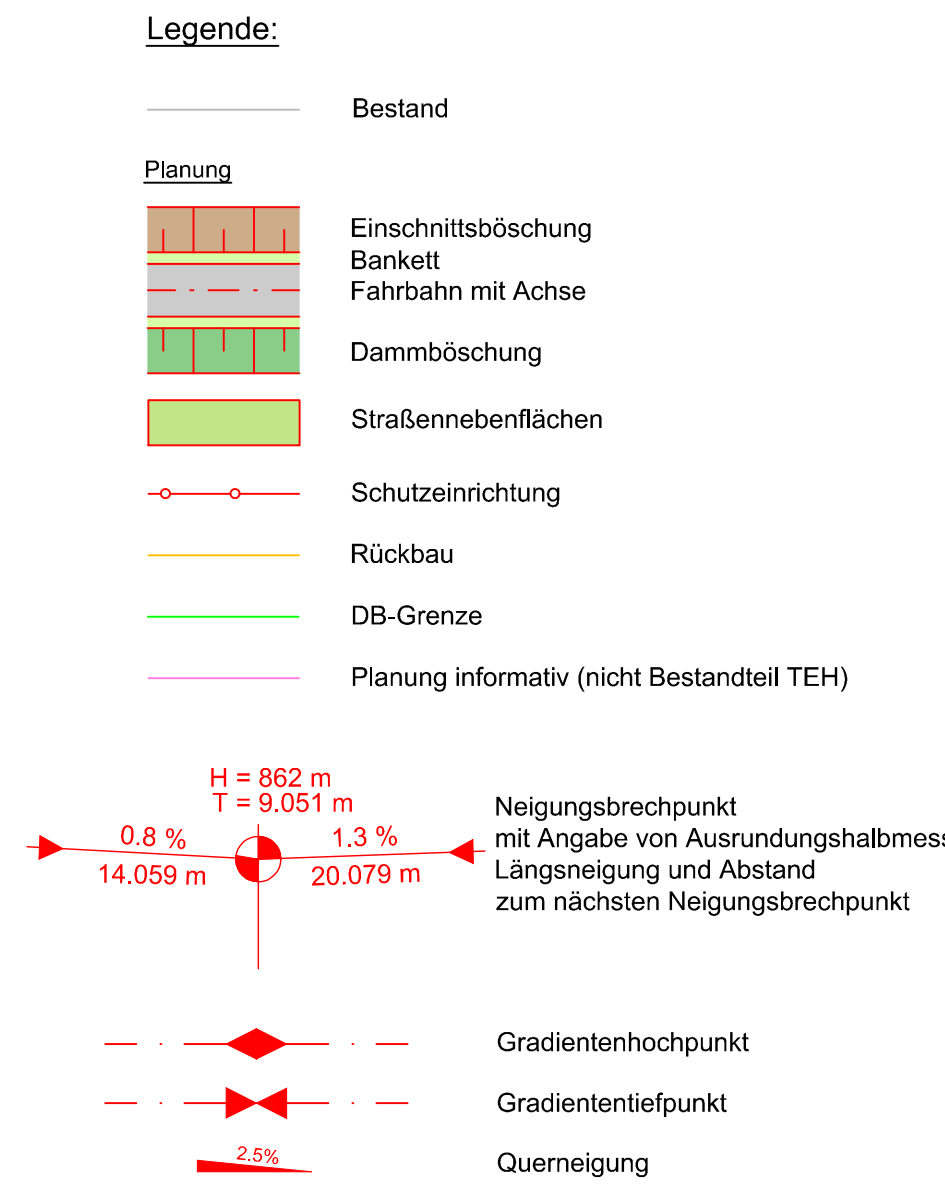 Legende:
Bestand
Planung
Einschnittsböschung
Bankett
Fahrbahn mit Achse
Dammböschung
Straßennebenflächen
Schutzeinrichtung
Rückbau
DB-Grenze
Planung informativ (nicht Bestandteil TEH)
H = 862 m
T = 9.051 m
0.8 %
1.3 %
14.059 m
20.079 m
Neigungsbrechpunkt
mit Angabe von Ausrundungshalbmess
Längsneigung und Abstand
zum nächsten Neigungsbrechpunkt
Gradientenhochpunkt
Gradiententiefpunkt
2.5%
Querneigung